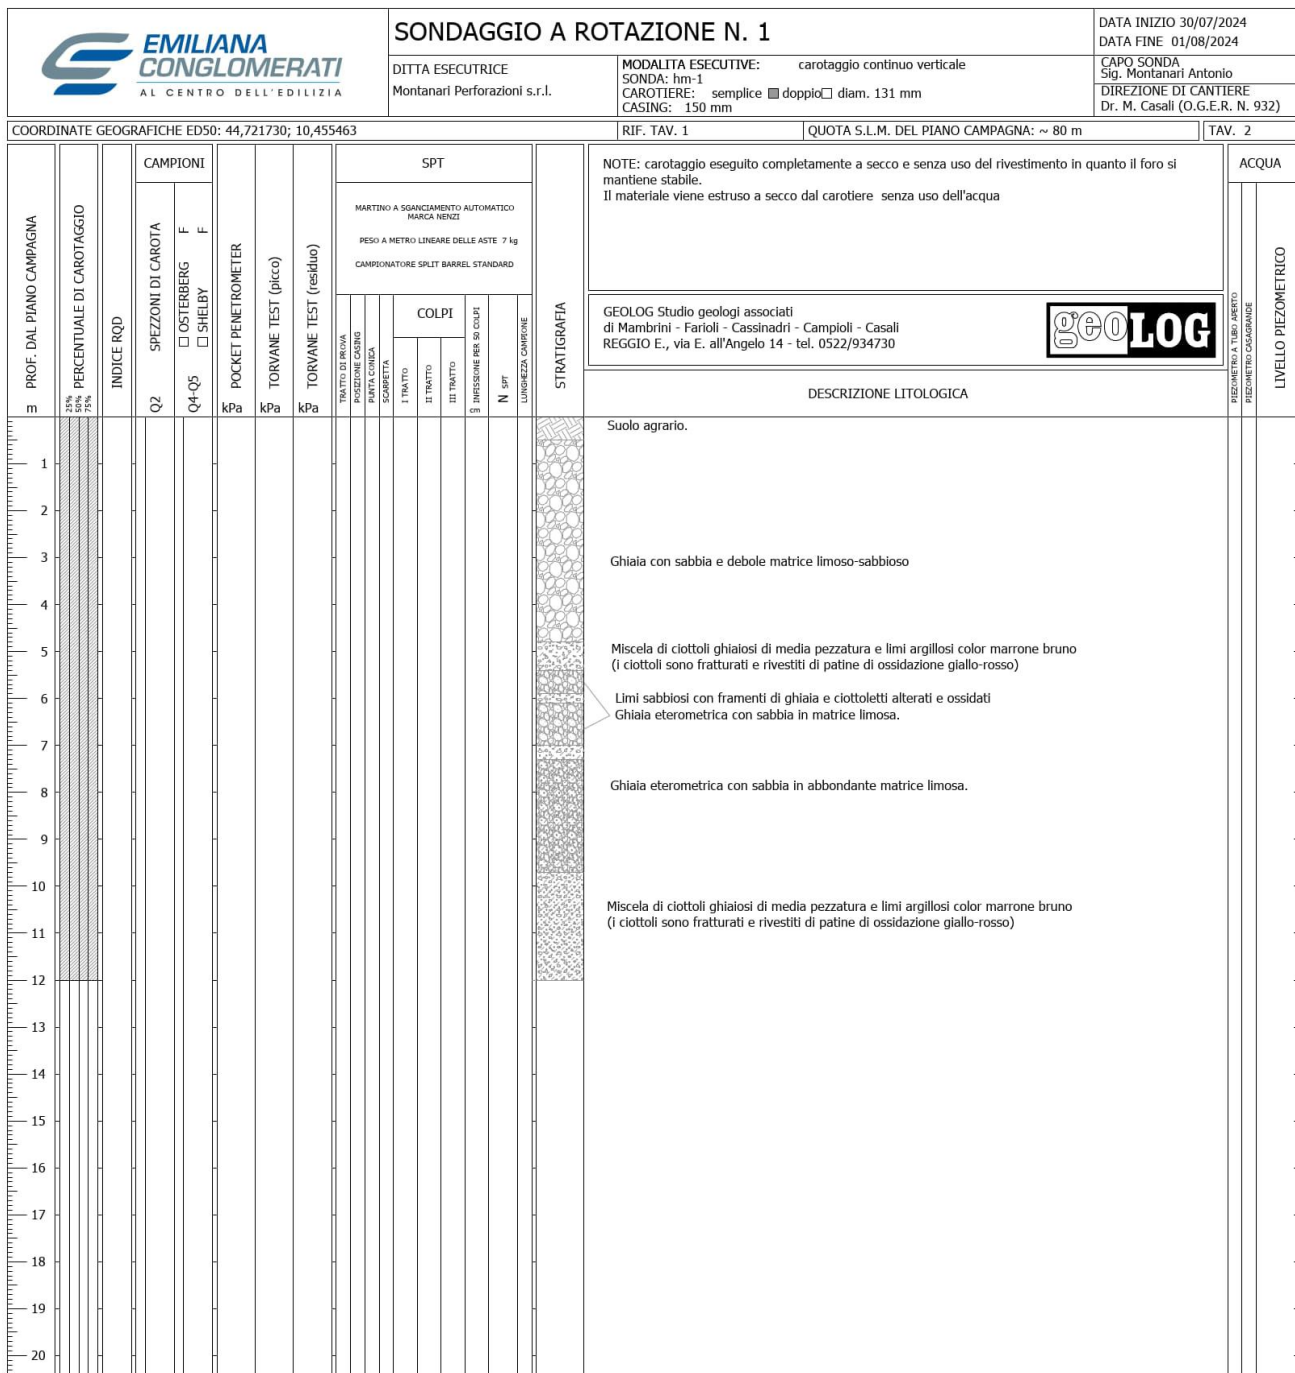 EMILIANA
CONGLOMERATI
AL CENTRO DELL'EDILIZIA
SONDAGGIO A ROTAZIONE N. 1
DATA INIZIO 30/07/2024
DATA FINE 01/08/2024
DITTA ESECUTRICE
Montanari Perforazioni s.r.l.
MODALITA ESECUTIVE: carotaggio continuo verticale
SONDA: hm-1
CAROTIERE: semplice doppio diam. 131 mm
CASING: 150 mm
CAPO SONDA
Sig. Montanari Antonio
DIREZIONE DI CANTIERE
Dr. M. Casali (O.G.E.R. N. 932)
COORDINATE GEOGRAFICHE ED50: 44,721730; 10,455463
RIF. TAV. 1
QUOTA S.L.M. DEL PIANO CAMPAGNA: ~ 80 m
TAV. 2
PROF. DAL PIANO CAMPAGNA
m
PERCENTUALE DI CAROTAGGIO
25%
50%
75%
INDICE RQD
CAMPIONI
SPEZZONI DI CAROTA
Q2
OSTERBERG F
SHELBY F
Q4-Q5
POCKET PENETROMETER
kPa
TORVANE TEST (picco)
kPa
TORVANE TEST (residuo)
kPa
SPT
MARTINO A SGANCIAMENTO AUTOMATICO
MARCA NENZI
PESO A METRO LINEARE DELLE ASTE 7 kg
CAMPIONATORE SPLIT BARREL STANDARD
TRATTO DI PROVA
POSIZIONE CASING
PUNTA CONICA
SCARPETTA
COLPI
I TRATTO
II TRATTO
III TRATTO
cm INFISSIONE PER 50 COLPI
N SPT
LUNGHEZZA CAMPIONE
STRATIGRAFIA
NOTE: carotaggio eseguito completamente a secco e senza uso del rivestimento in quanto il foro si
mantiene stabile.
Il materiale viene estruso a secco dal carotiere senza uso dell'acqua
GEOLOG Studio geologi associati
di Mambrini - Farioli - Cassinadri - Campioli - Casali
REGGIO E., via E. all'Angelo 14 - tel. 0522/934730
geoLOG
DESCRIZIONE LITOLOGICA
ACQUA
PIEZOMETRO A TUBO APERTO
PIEZOMETRO CASAGRANDE
LIVELLO PIEZOMETRICO
Suolo agrario.
1
2
3
Ghiaia con sabbia e debole matrice limoso-sabbioso
4
5
Miscela di ciottoli ghiaiosi di media pezzatura e limi argillosi color marrone bruno
(i ciottoli sono fratturati e rivestiti di patine di ossidazione giallo-rosso)
6
Limi sabbiosi con framenti di ghiaia e ciottoletti alterati e ossidati
Ghiaia eterometrica con sabbia in matrice limosa.
7
8
Ghiaia eterometrica con sabbia in abbondante matrice limosa.
9
10
Miscela di ciottoli ghiaiosi di media pezzatura e limi argillosi color marrone bruno
(i ciottoli sono fratturati e rivestiti di patine di ossidazione giallo-rosso)
11
12
13
14
15
16
17
18
19
20